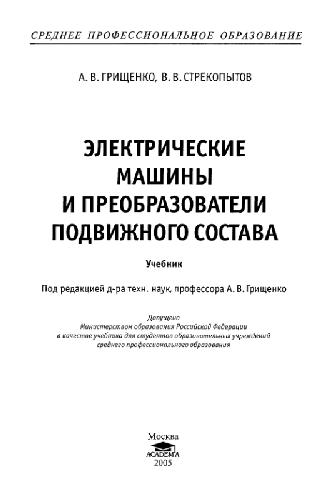 СРЕДНЕЕ ПРОФЕССИОНАЛЬНОЕ ОБРАЗОВАНИЕ
А. В. ГРИЩЕНКО, В. В. СТРЕКОПЫТОВ
ЭЛЕКТРИЧЕСКИЕ
МАШИНЫ
И ПРЕОБРАЗОВАТЕЛИ
ПОДВИЖНОГО СОСТАВА
Учебник
Под редакцией д-ра техн. наук, профессора А. В. Грищенко
Допущено
Министерством образования Российской Федерации
в качестве учебника для студентов образовательных учреждений
среднего профессионального образования
Москва
ACADEMA
2005